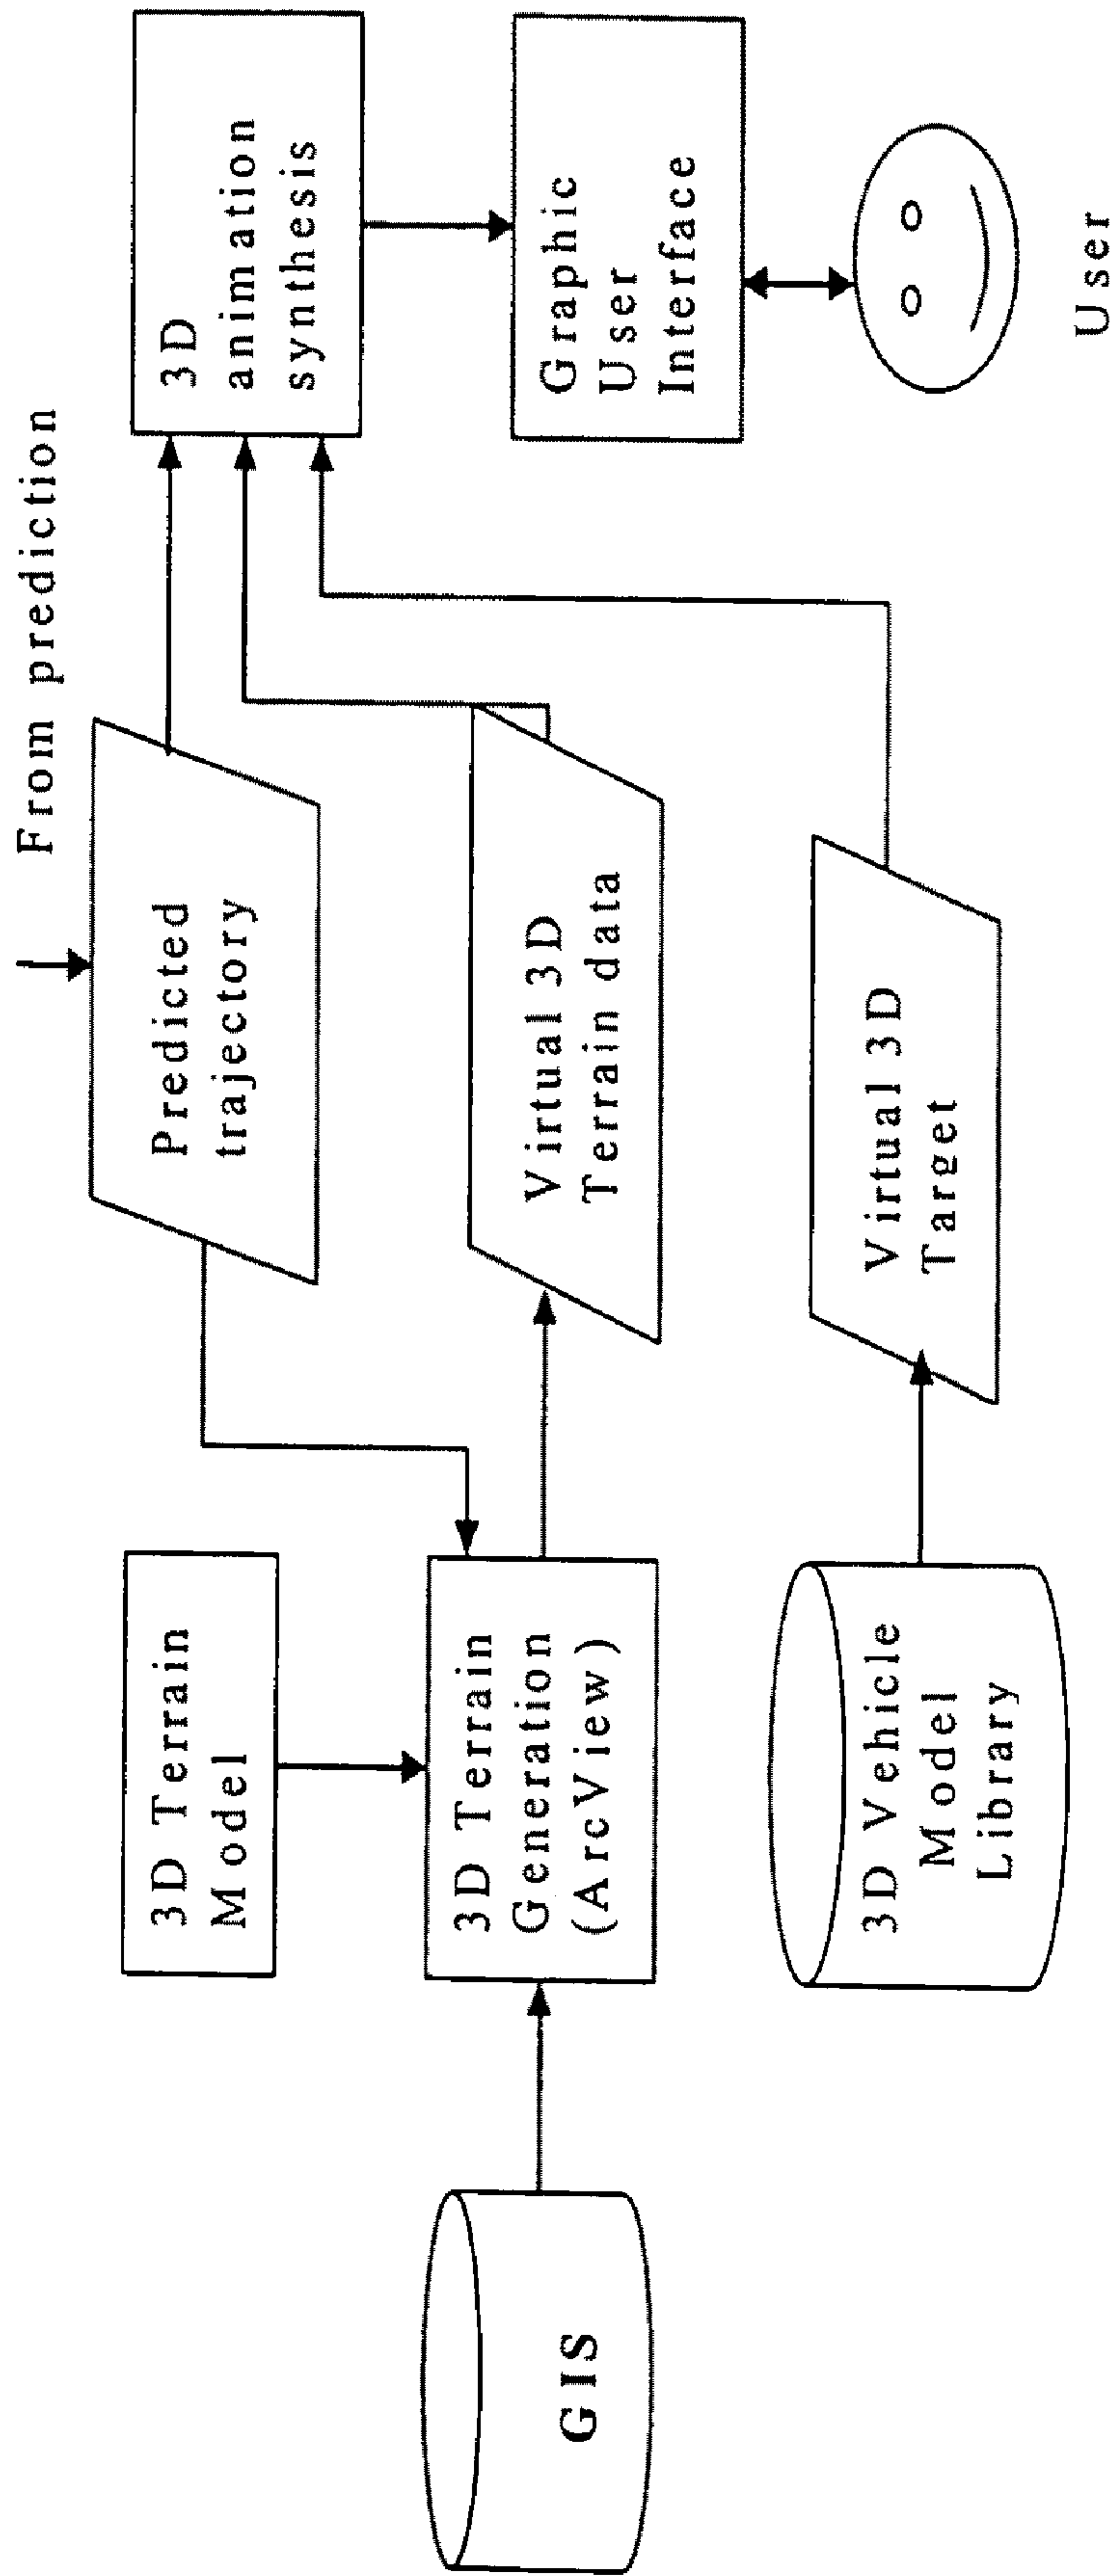 From prediction
Predicted
trajectory
3D
animation
synthesis
3D Terrain
Model
GIS
3D Terrain
Generation
(ArcView)
Virtual 3D
Terrain data
Graphic
User
Interface
3D Vehicle
Model
Library
Virtual 3D
Target
User